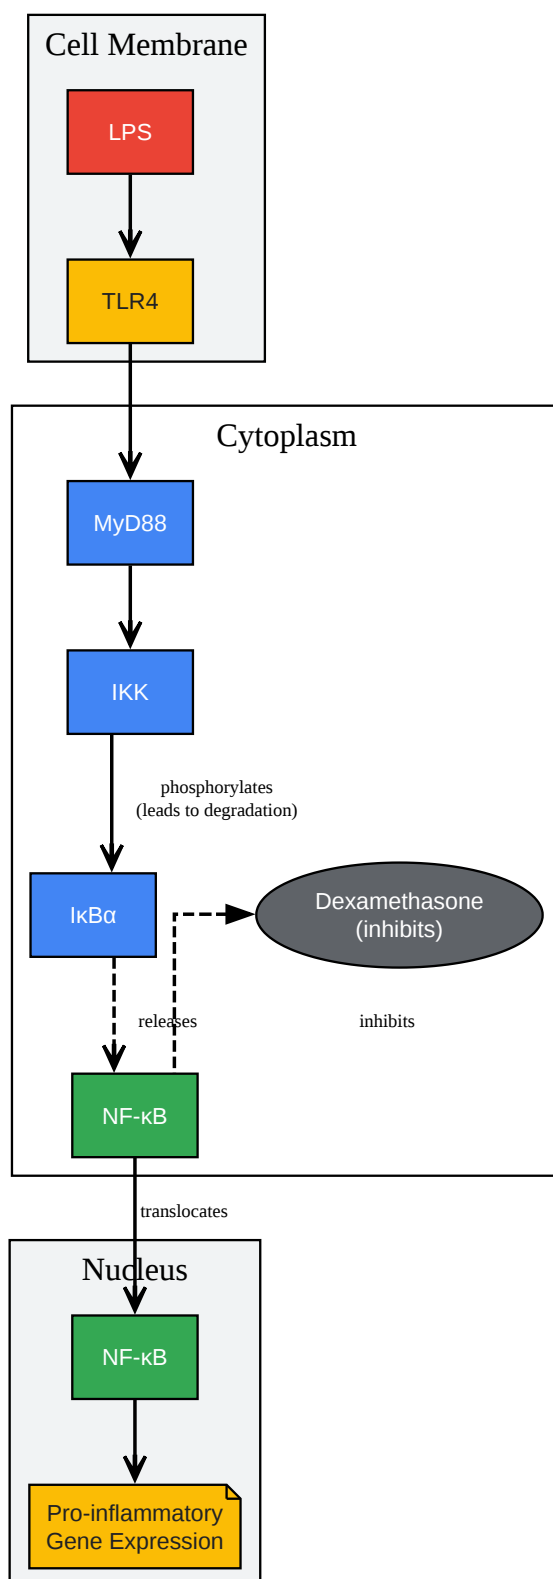 Cell Membrane
LPS
TLR4
Cytoplasm
MyD88
IKK
phosphorylates
(leads to degradation)
IκBα
Dexamethasone
(inhibits)
releases
inhibits
NF-κB
translocates
Nucleus
NF-κB
Pro-inflammatory
Gene Expression